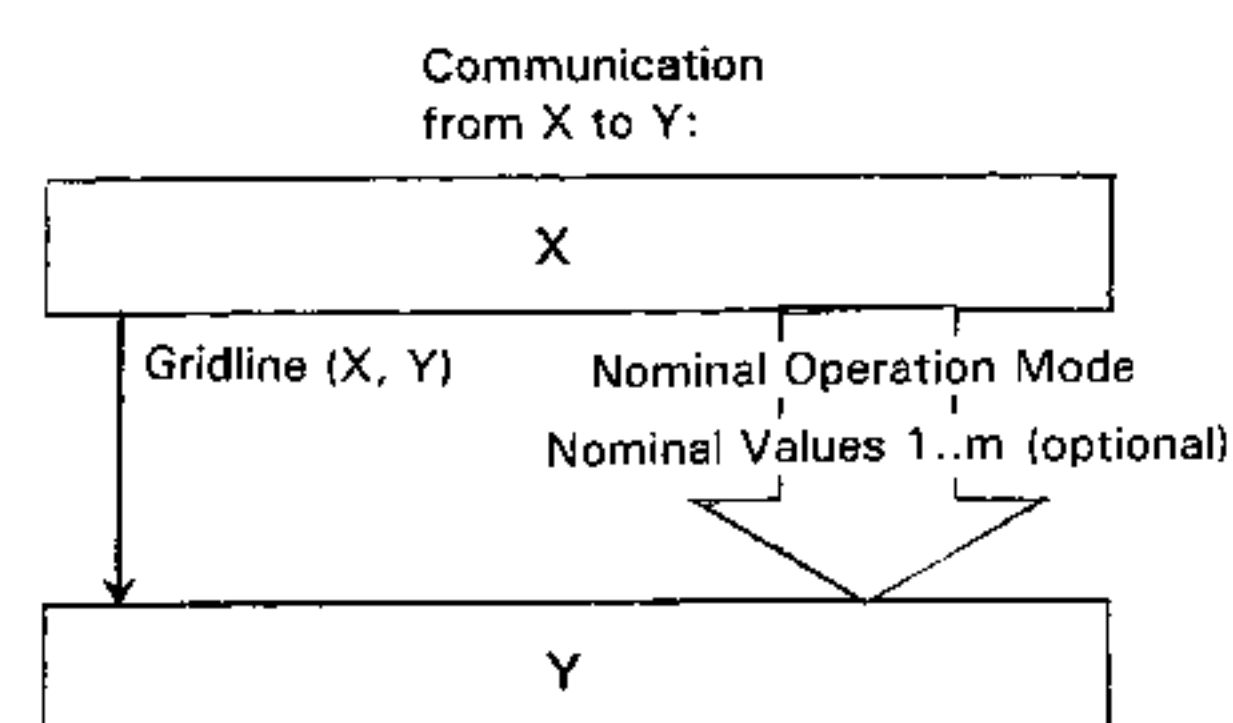 Communication
from X to Y:
X
Gridline (X, Y)
Nominal Operation Mode
Nominal Values 1..m (optional)
Y